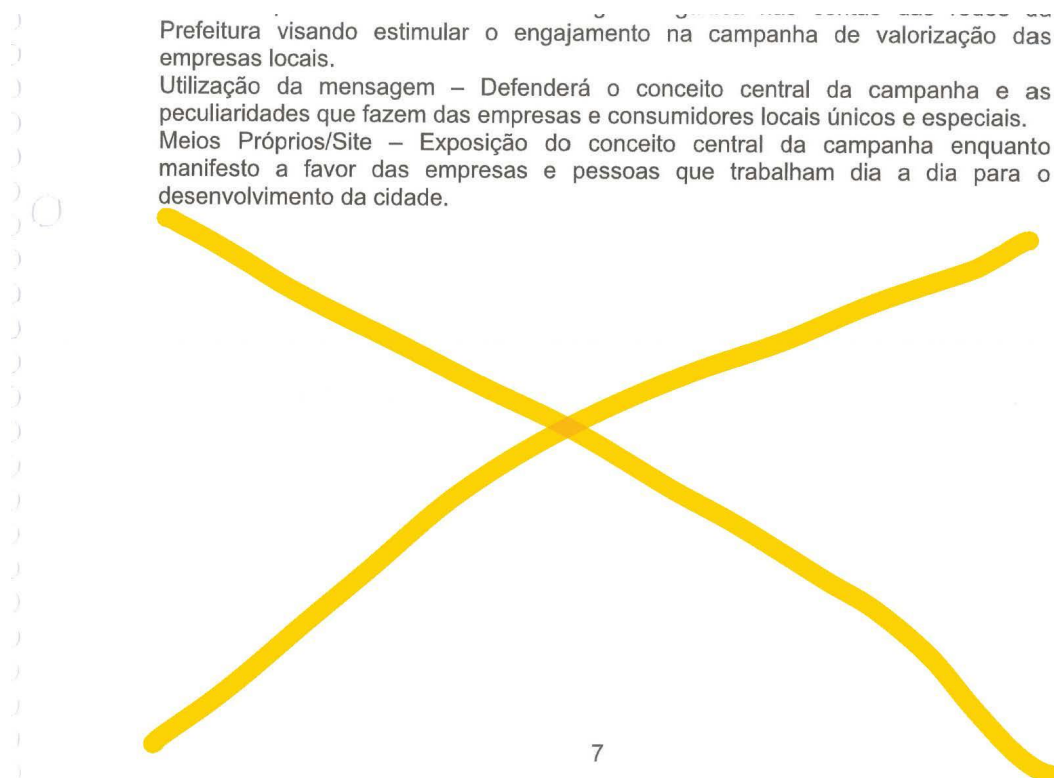 Prefeitura visando estimular o engajamento na campanha de valorização das
empresas locais.
Utilização da mensagem – Defenderá o conceito central da campanha e as
peculiaridades que fazem das empresas e consumidores locais únicos e especiais.
Meios Próprios/Site – Exposição do conceito central da campanha enquanto
manifesto a favor das empresas e pessoas que trabalham dia a dia para o
desenvolvimento da cidade.
7